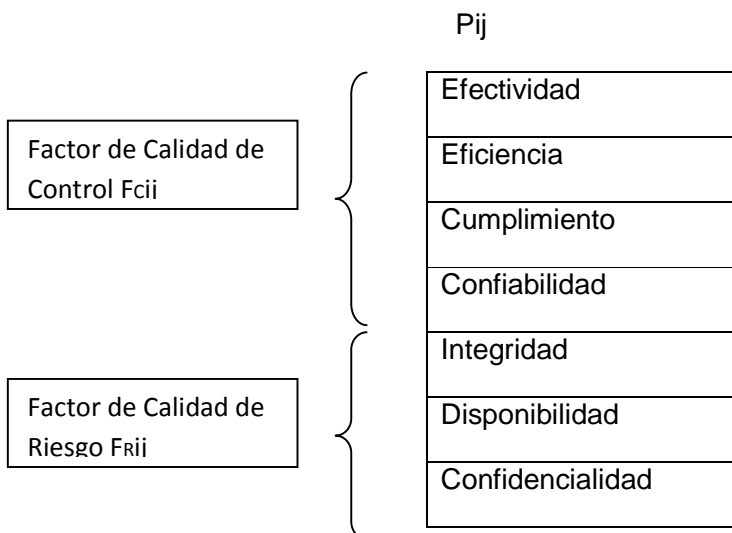 Pij
Efectividad
Factor de Calidad de
Control Fcij
Eficiencia
Cumplimiento
Confiabilidad
Integridad
Factor de Calidad de
Riesgo FRij
Disponibilidad
Confidencialidad